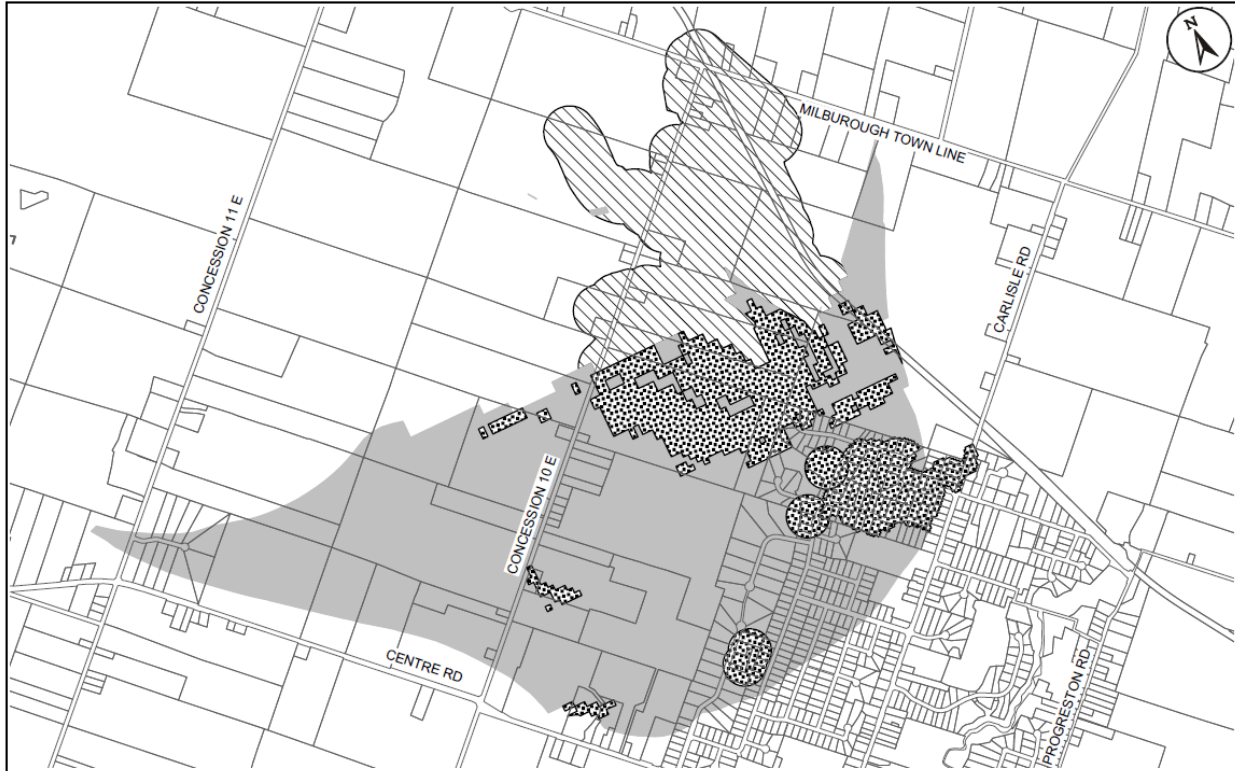 N
MILBUROUGH TOWN LINE
CONCESSION 11 E
CARLISLE RD
CONCESSION 10 E
CENTRE RD
PROGRESTON RD